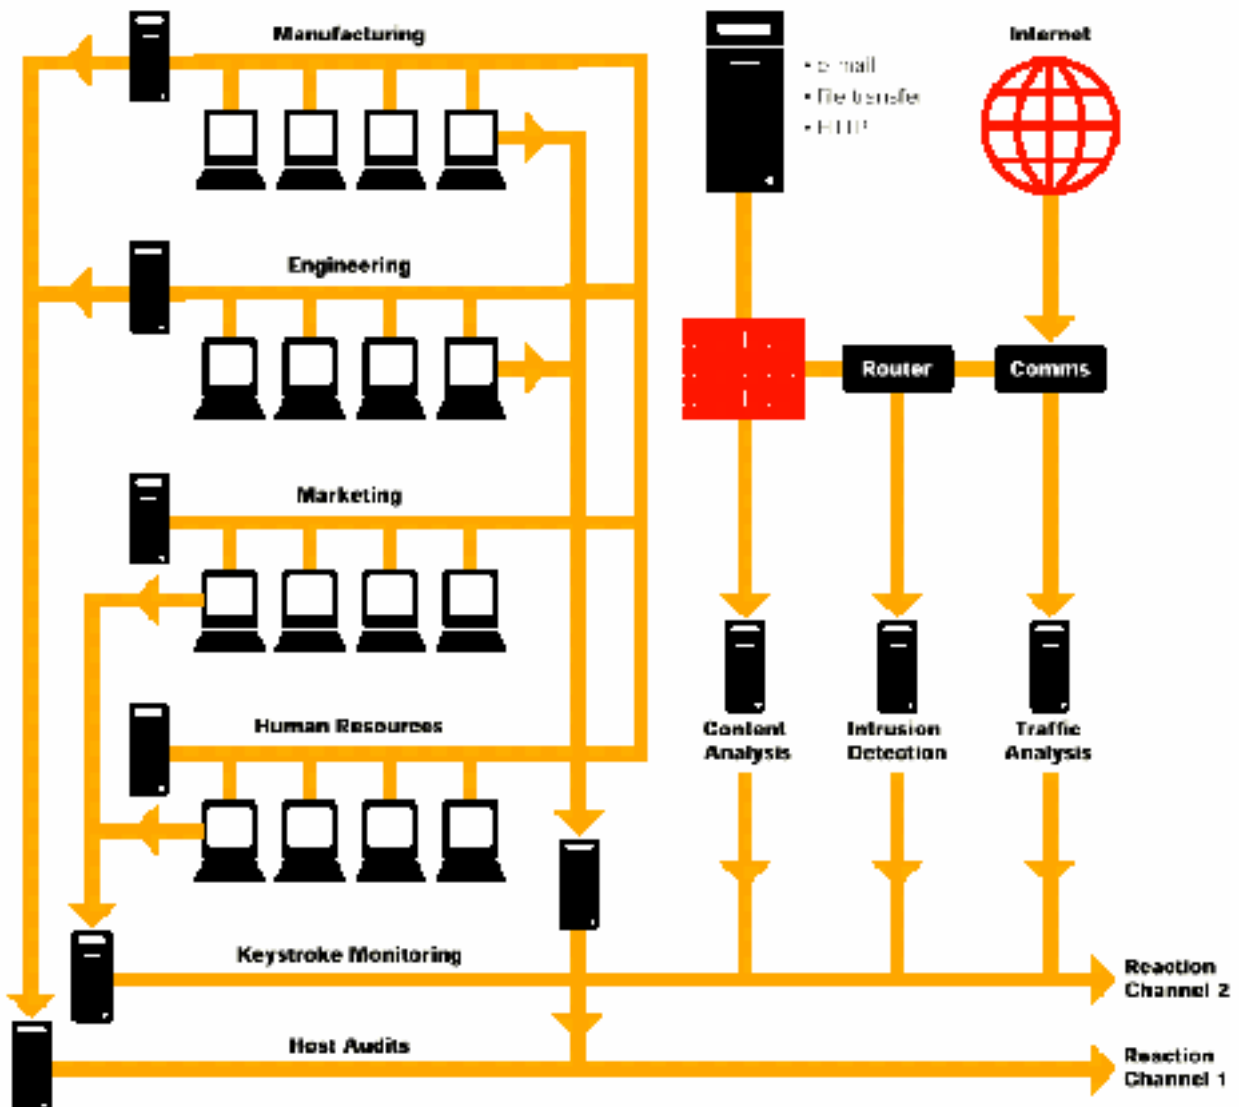 Manufacturing
Internet
• e-mail
• file transfer
• HTTP
Engineering
Router
Comms
Marketing
Human Resources
Content
Analysis
Intrusion
Detection
Traffic
Analysis
Keystroke Monitoring
Reaction
Channel 2
Host Audits
Reaction
Channel 1